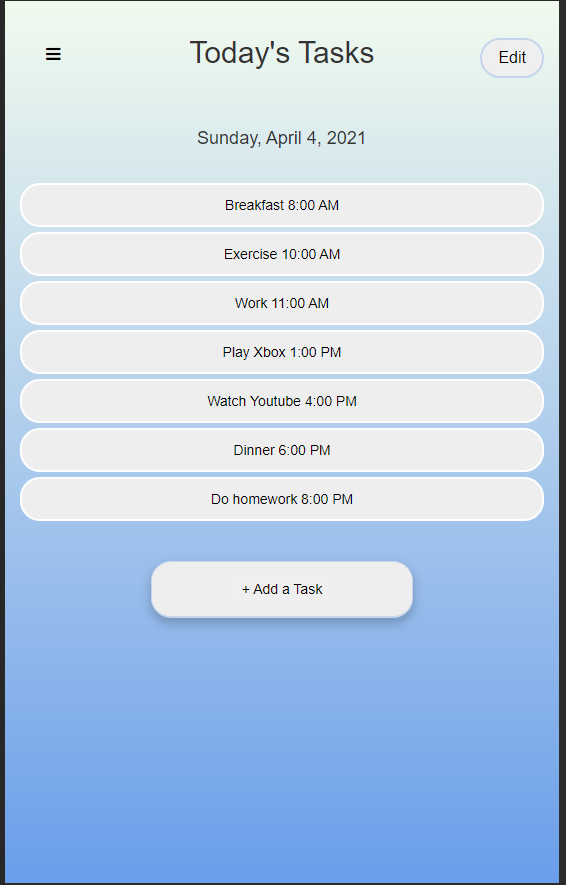 Today's Tasks
Edit
Sunday, April 4, 2021
Breakfast 8:00 AM
Exercise 10:00 AM
Work 11:00 AM
Play Xbox 1:00 PM
Watch Youtube 4:00 PM
Dinner 6:00 PM
Do homework 8:00 PM
+ Add a Task